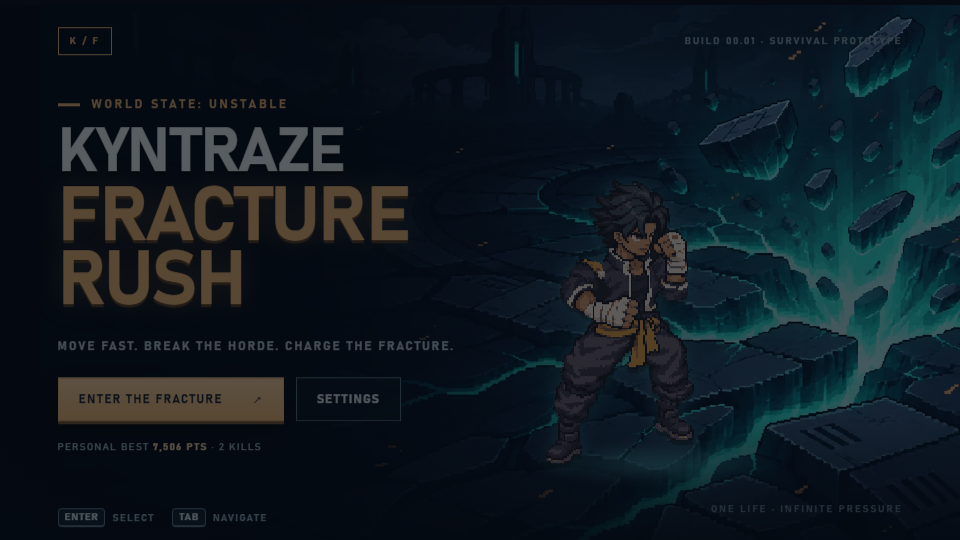 K / F
BUILD 00.01 · SURVIVAL PROTOTYPE
WORLD STATE: UNSTABLE
KYNTRAZE
FRACTURE
RUSH
MOVE FAST. BREAK THE HORDE. CHARGE THE FRACTURE.
ENTER THE FRACTURE ↗
SETTINGS
PERSONAL BEST 7,506 PTS · 2 KILLS
ENTER SELECT TAB NAVIGATE
ONE LIFE · INFINITE PRESSURE